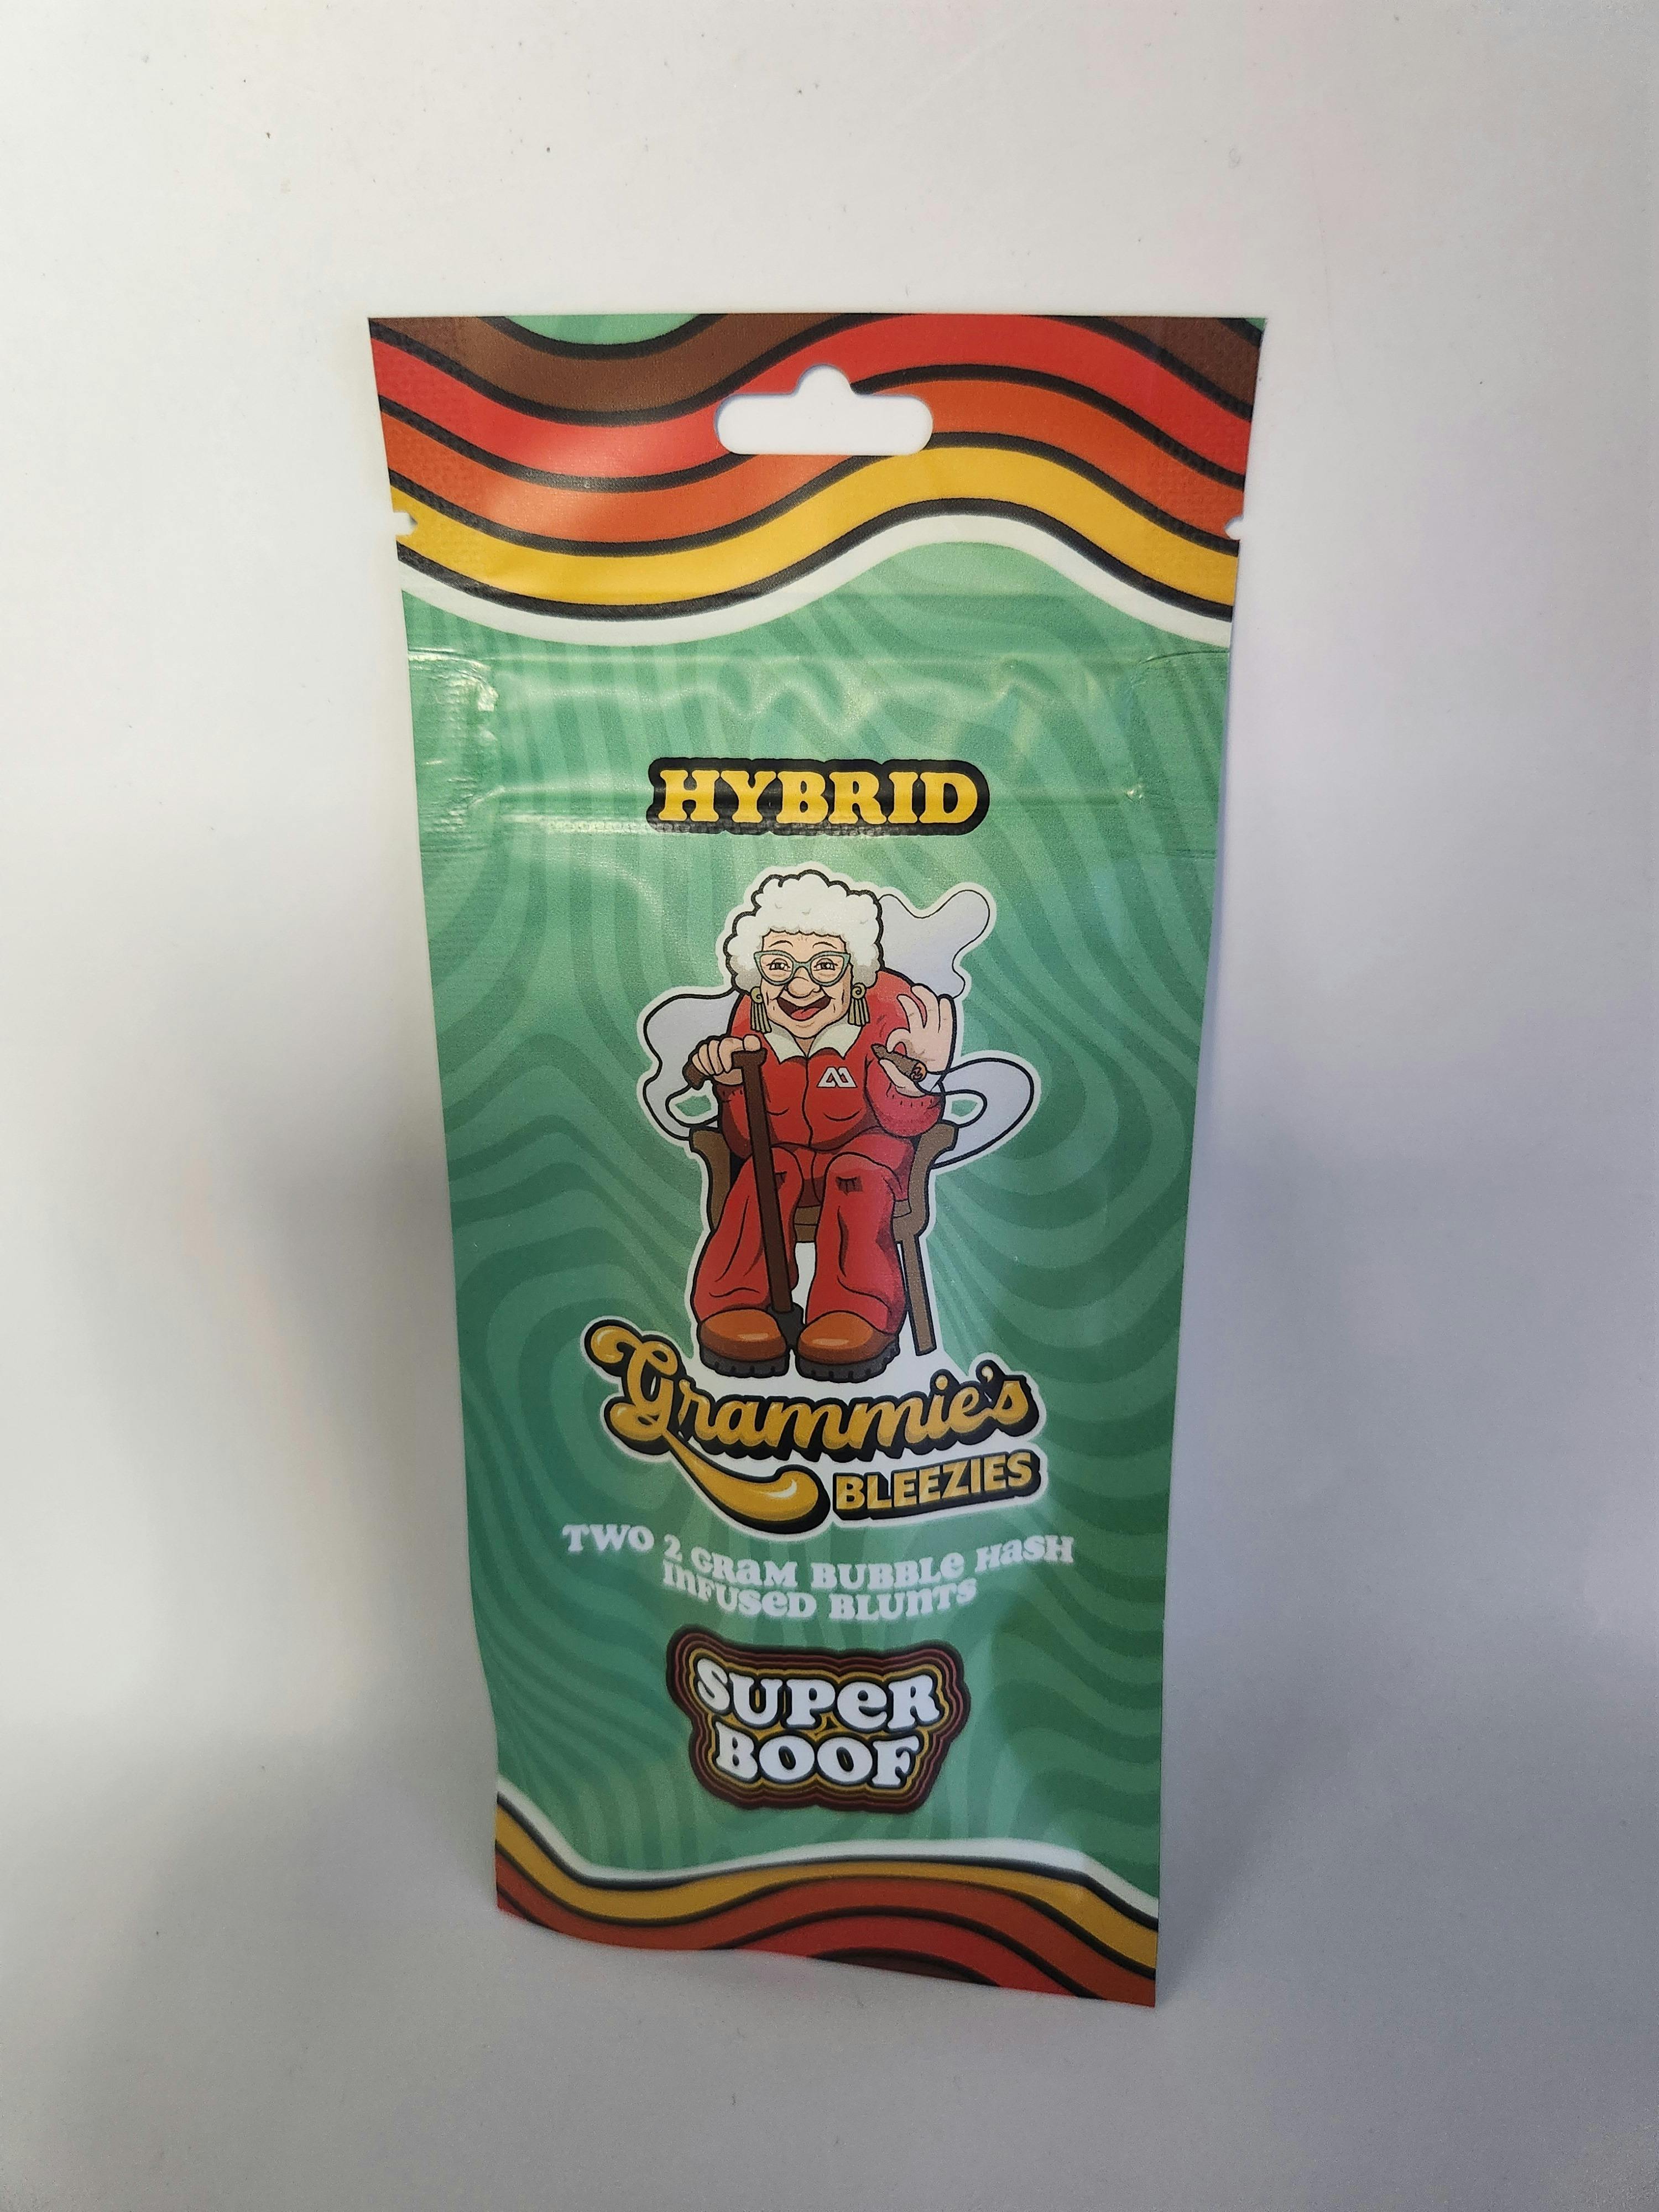 HYBRID
Grammie's
BLEEZIES
TWO 2 GRAM BUBBLE HASH
INFUSED BLUNTS
SUPER
BOOF